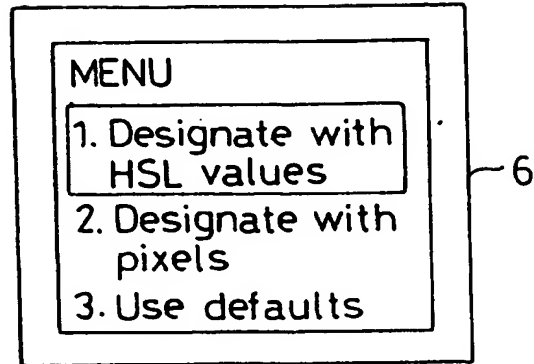 MENU
1. Designate with
HSL values
2. Designate with
pixels
3. Use defaults
6